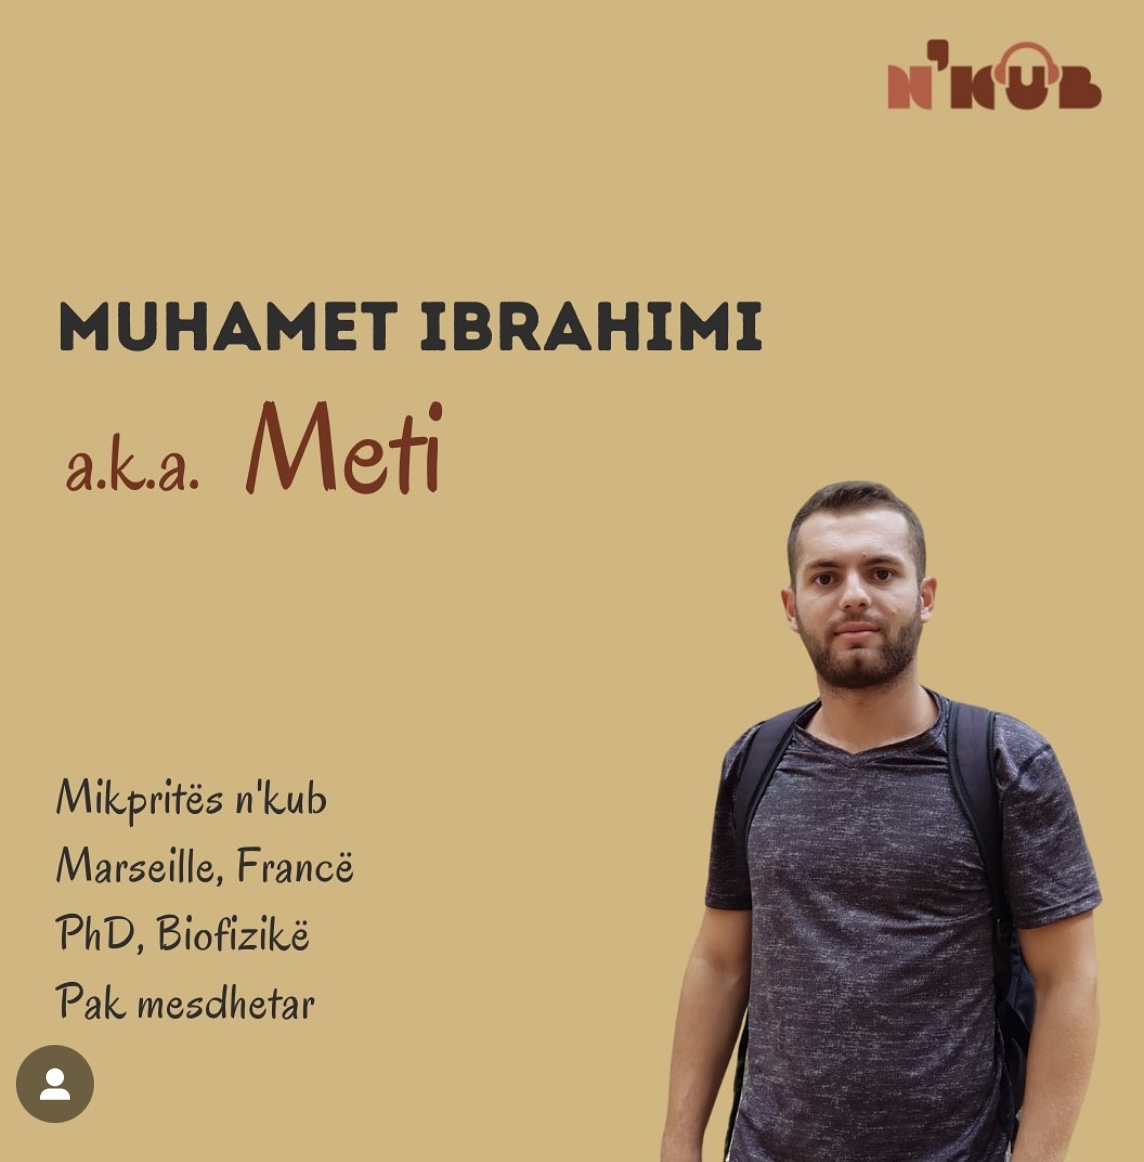 N'KUB
MUHAMET IBRAHIMI
a.k.a. Meti
Mikpritës n'kub
Marseille, Francë
PhD, Biofizikë
Pak mesdhetar